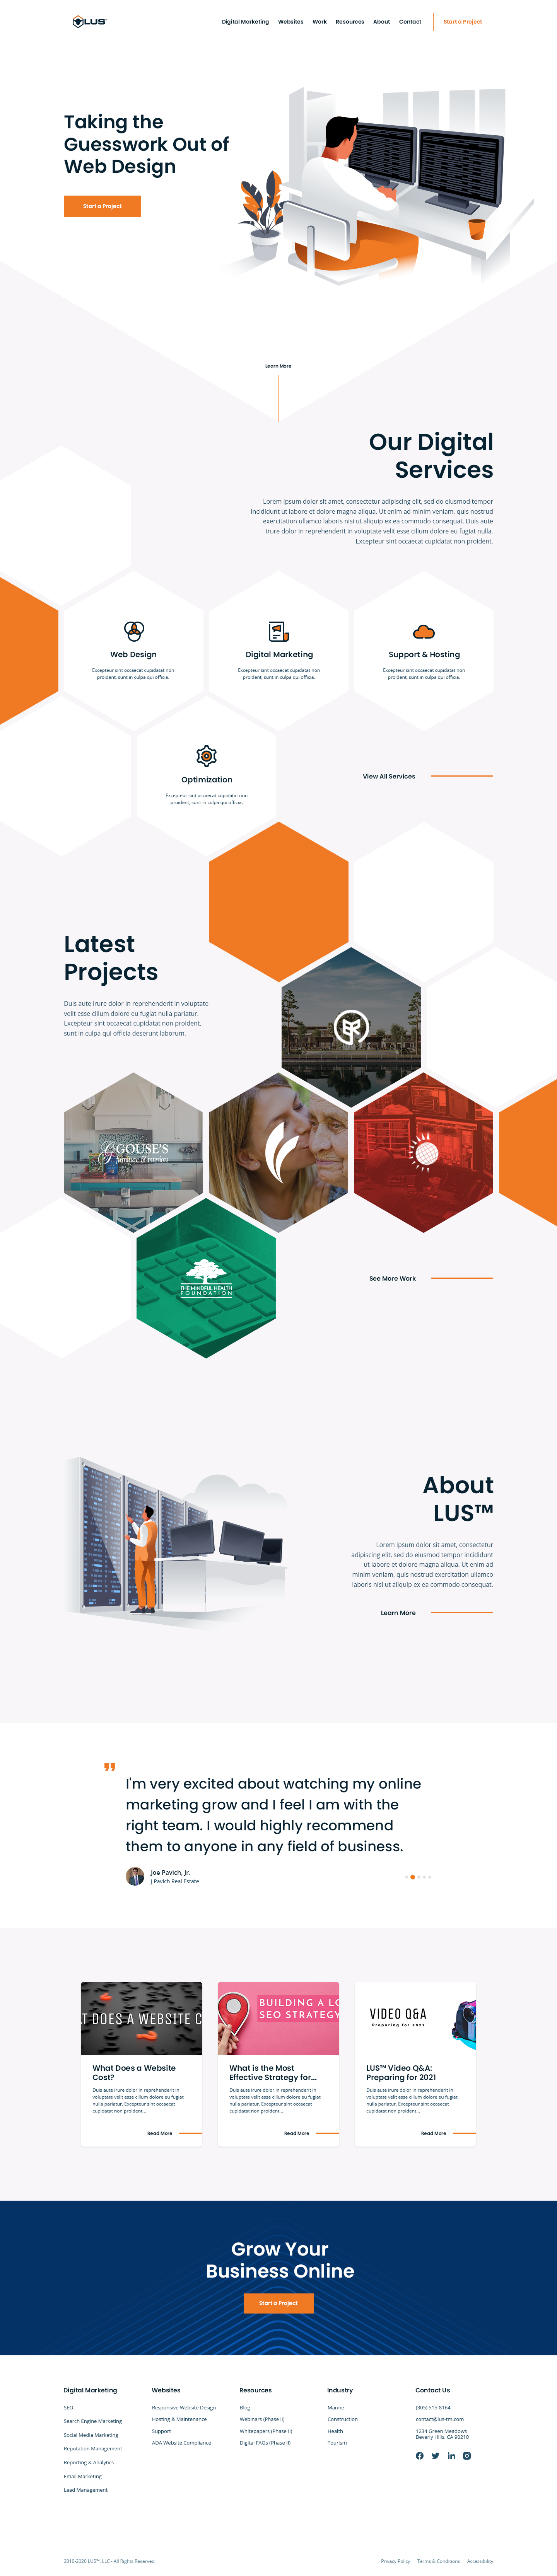 LUS™
Digital Marketing
Websites
Work
Resources
About
Contact
Start a Project
Taking the
Guesswork Out of
Web Design
Start a Project
Learn More
Our Digital
Services
Lorem ipsum dolor sit amet, consectetur adipiscing elit, sed do eiusmod tempor
incididunt ut labore et dolore magna aliqua. Ut enim ad minim veniam, quis nostrud
exercitation ullamco laboris nisi ut aliquip ex ea commodo consequat. Duis aute
irure dolor in reprehenderit in voluptate velit esse cillum dolore eu fugiat nulla.
Excepteur sint occaecat cupidatat non proident.
Web Design
Excepteur sint occaecat cupidatat non
proident, sunt in culpa qui officia.
Digital Marketing
Excepteur sint occaecat cupidatat non
proident, sunt in culpa qui officia.
Support & Hosting
Excepteur sint occaecat cupidatat non
proident, sunt in culpa qui officia.
Optimization
Excepteur sint occaecat cupidatat non
proident, sunt in culpa qui officia.
View All Services
Latest
Projects
Duis aute irure dolor in reprehenderit in voluptate
velit esse cillum dolore eu fugiat nulla pariatur.
Excepteur sint occaecat cupidatat non proident,
sunt in culpa qui officia deserunt laborum.
GOUSE'S
THE MINDFUL HEALTH
FOUNDATION
See More Work
About
LUS™
Lorem ipsum dolor sit amet, consectetur
adipiscing elit, sed do eiusmod tempor incididunt
ut labore et dolore magna aliqua. Ut enim ad
minim veniam, quis nostrud exercitation ullamco
laboris nisi ut aliquip ex ea commodo consequat.
Learn More
I'm very excited about watching my online
marketing grow and I feel I am with the
right team. I would highly recommend
them to anyone in any field of business.
Joe Pavich, Jr.
J Pavich Real Estate
AT DOES A WEBSITE C
What Does a Website
Cost?
Duis aute irure dolor in reprehenderit in
voluptate velit esse cillum dolore eu fugiat
nulla pariatur. Excepteur sint occaecat
cupidatat non proident...
Read More
BUILDING A LO
SEO STRATEGY
What is the Most
Effective Strategy for...
Duis aute irure dolor in reprehenderit in
voluptate velit esse cillum dolore eu fugiat
nulla pariatur. Excepteur sint occaecat
cupidatat non proident...
Read More
VIDEO Q&A
Preparing for 2021
LUS™ Video Q&A:
Preparing for 2021
Duis aute irure dolor in reprehenderit in
voluptate velit esse cillum dolore eu fugiat
nulla pariatur. Excepteur sint occaecat
cupidatat non proident...
Read More
Grow Your
Business Online
Start a Project
Digital Marketing
SEO
Search Engine Marketing
Social Media Marketing
Reputation Management
Reporting & Analytics
Email Marketing
Lead Management
Websites
Responsive Website Design
Hosting & Maintenance
Support
ADA Website Compliance
Resources
Blog
Webinars (Phase II)
Whitepapers (Phase II)
Digital FAQs (Phase II)
Industry
Marine
Construction
Health
Tourism
Contact Us
(305) 515-8164
contact@lus-tm.com
1234 Green Meadows
Beverly Hills, CA 90210
2010-2020 LUS™, LLC - All Rights Reserved
Privacy Policy
Terms & Conditions
Accessibility